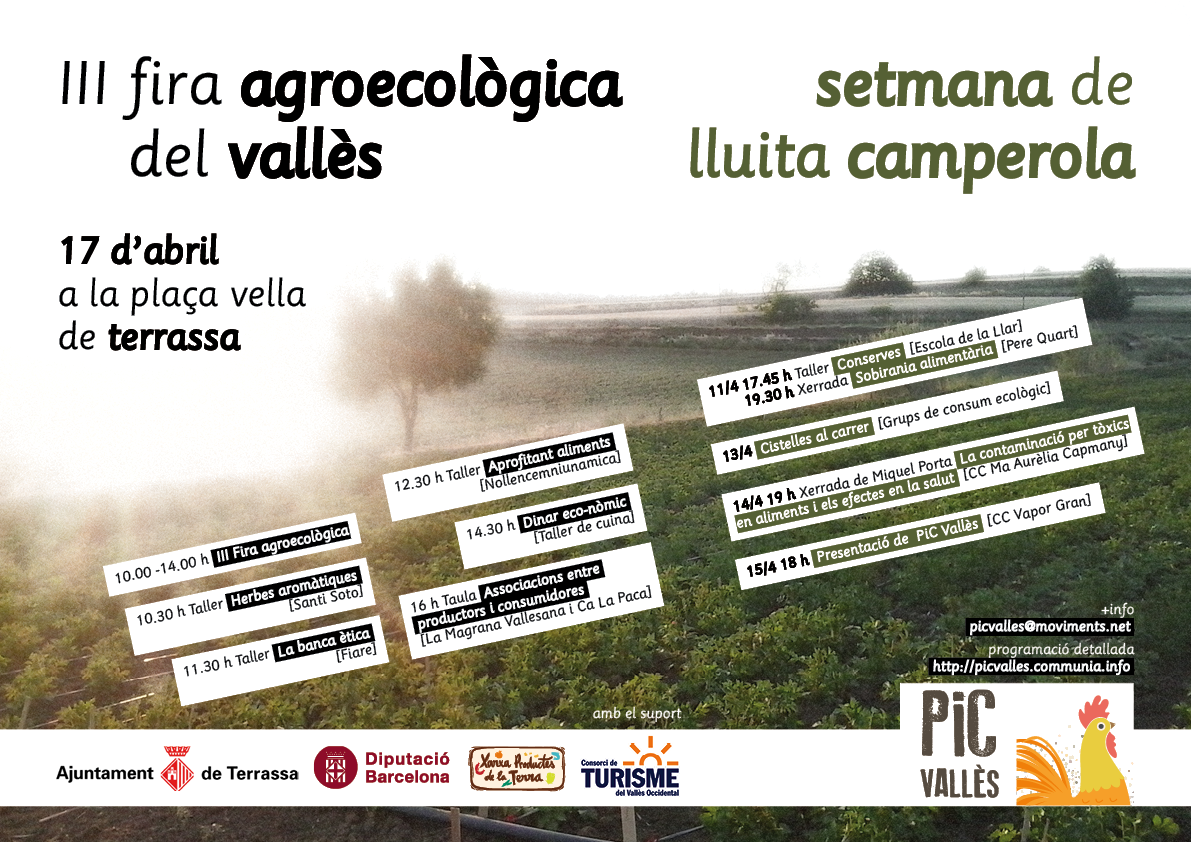 III fira agroecològica
del vallès
setmana de
lluita camperola
17 d'abril
a la plaça vella
de terrassa
10.00 -14.00 h III Fira agroecològica
10.30 h Taller Herbes aromàtiques
[Santi Soto]
11.30 h Taller La banca ètica
[Fiare]
12.30 h Taller Aprofitant aliments
[Nollencemniunamica]
14.30 h Dinar eco-nòmic
[Taller de cuina]
16 h Taula Associacions entre
productors i consumidores
[La Magrana Vallesana i Ca La Paca]
11/4 17.45 h Taller Conserves [Escola de la Llar]
19.30 h Xerrada Sobirania alimentària [Pere Quart]
13/4 Cistelles al carrer [Grups de consum ecològic]
14/4 19 h Xerrada de Miquel Porta La contaminació per tòxics
en aliments i els efectes en la salut [CC Ma Aurèlia Capmany]
15/4 18 h Presentació de PiC Vallès [CC Vapor Gran]
+info
picvalles@moviments.net
programació detallada
http://picvalles.communia.info
amb el suport
Ajuntament de Terrassa
Diputació
Barcelona
Xarxa Productes
de la Terra
Consorci de
TURISME
del Vallès Occidental
PiC
VALLÈS